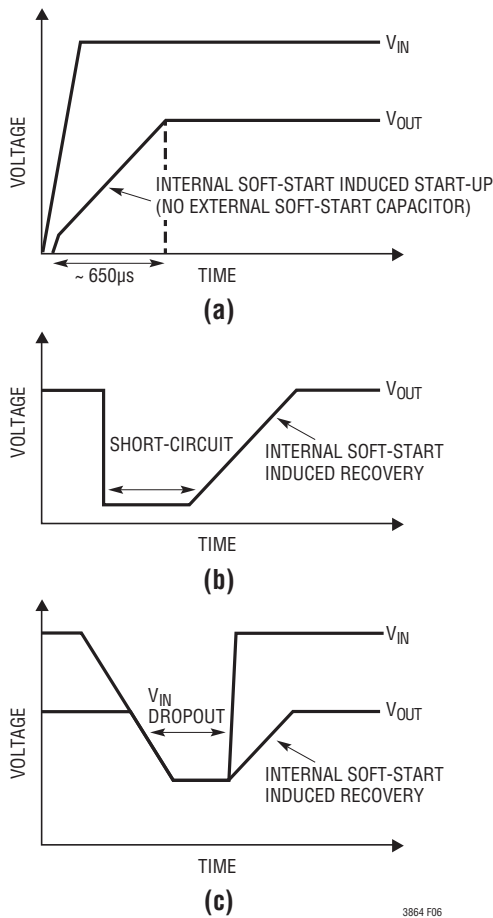 VOLTAGE
V_IN
V_OUT
INTERNAL SOFT-START INDUCED START-UP
(NO EXTERNAL SOFT-START CAPACITOR)
~ 650µs
TIME
(a)
VOLTAGE
V_OUT
SHORT-CIRCUIT
INTERNAL SOFT-START
INDUCED RECOVERY
TIME
(b)
VOLTAGE
V_IN
V_IN
DROPOUT
V_OUT
INTERNAL SOFT-START
INDUCED RECOVERY
TIME
(c)
3864 F06